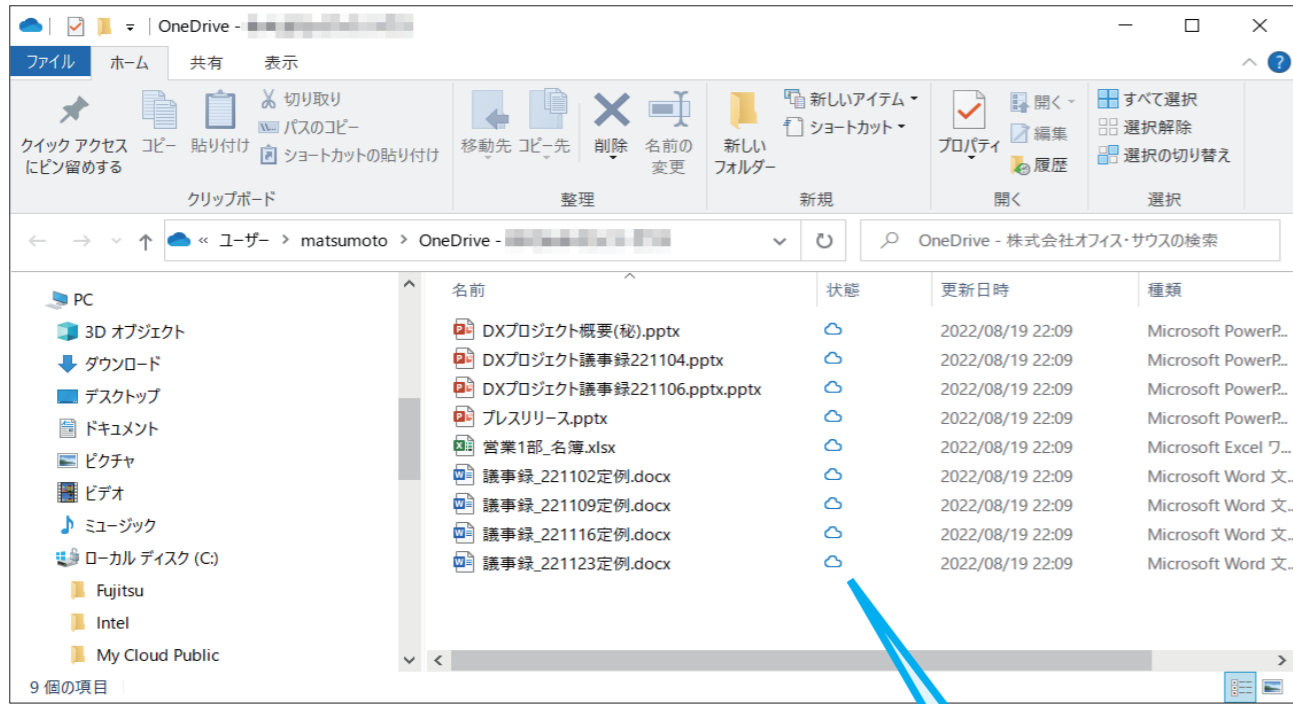 OneDrive -
ファイル ホーム 共有 表示
クイック アクセス
にピン留めする
コピー
貼り付け
切り取り
パスのコピー
ショートカットの貼り付け
クリップボード
移動先 コピー先
削除
名前の
変更
整理
新しい
フォルダー
新しいアイテム
ショートカット
新規
プロパティ
開く
編集
履歴
開く
すべて選択
選択解除
選択の切り替え
選択
« ユーザー > matsumoto > OneDrive -
OneDrive - 株式会社オフィス・サウスの検索
PC
3D オブジェクト
ダウンロード
デスクトップ
ドキュメント
ピクチャ
ビデオ
ミュージック
ローカル ディスク (C:)
Fujitsu
Intel
My Cloud Public
名前 状態 更新日時 種類
DXプロジェクト概要(秘).pptx 2022/08/19 22:09 Microsoft PowerP...
DXプロジェクト議事録221104.pptx 2022/08/19 22:09 Microsoft PowerP...
DXプロジェクト議事録221106.pptx.pptx 2022/08/19 22:09 Microsoft PowerP...
プレスリリース.pptx 2022/08/19 22:09 Microsoft PowerP...
営業1部_名簿.xlsx 2022/08/19 22:09 Microsoft Excel ワ...
議事録_221102定例.docx 2022/08/19 22:09 Microsoft Word 文...
議事録_221109定例.docx 2022/08/19 22:09 Microsoft Word 文...
議事録_221116定例.docx 2022/08/19 22:09 Microsoft Word 文...
議事録_221123定例.docx 2022/08/19 22:09 Microsoft Word 文...
9 個の項目